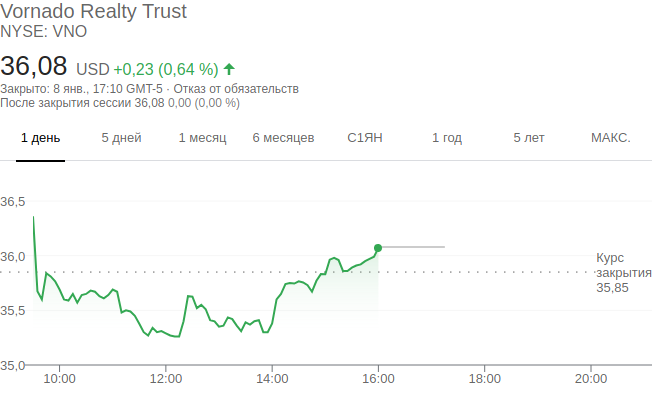 Vornado Realty Trust
NYSE: VNO
36,08 USD +0,23 (0,64 %)
Закрыто: 8 янв., 17:10 GMT-5 · Отказ от обязательств
После закрытия сессии 36,08 0,00 (0,00 %)
1 день 5 дней 1 месяц 6 месяцев С1ЯН 1 год 5 лет МАКС.
36,5
36,0
Курс
закрытия
35,85
35,5
35,0
10:00 12:00 14:00 16:00 18:00 20:00